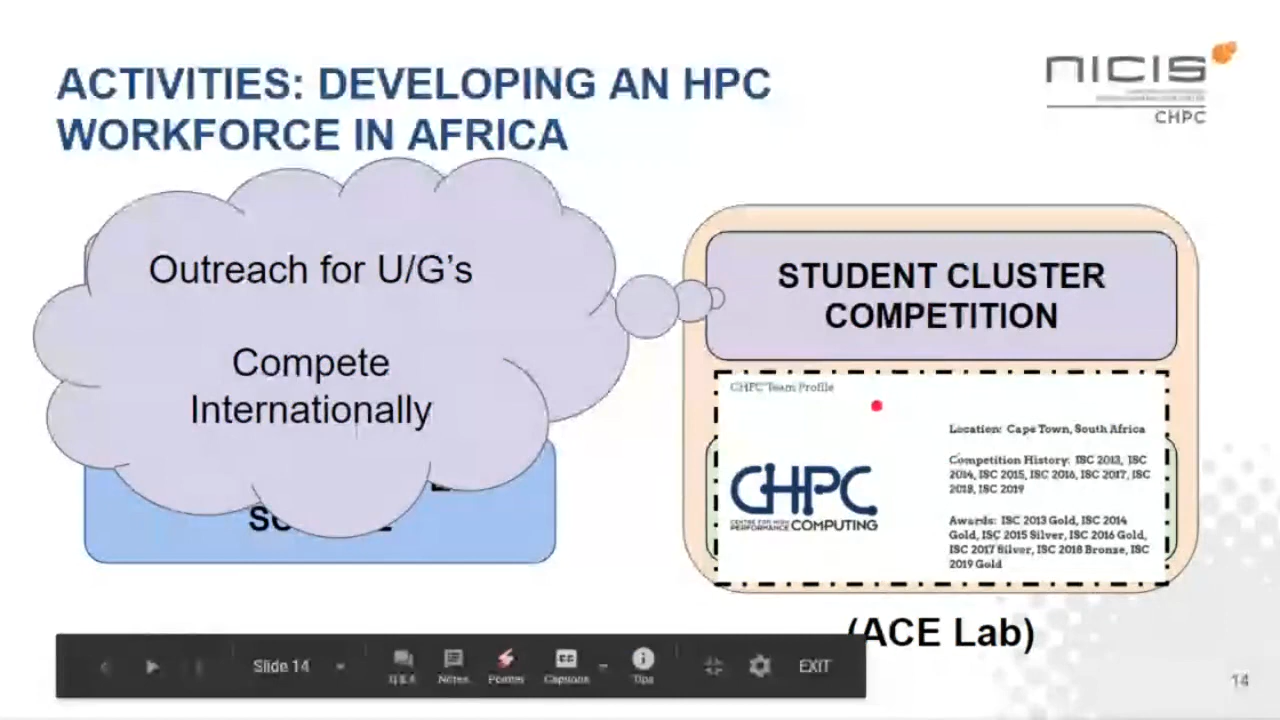 ACTIVITIES: DEVELOPING AN HPC
WORKFORCE IN AFRICA
NICIS
CHPC
Outreach for U/G's
Compete
Internationally
STUDENT CLUSTER
COMPETITION
CHPC Team Profile
Location: Cape Town, South Africa
Competition History: ISC 2013, ISC
2014, ISC 2015, ISC 2016, ISC 2017, ISC
2018, ISC 2019
CHPC
CENTRE FOR HIGH
PERFORMANCE COMPUTING
Awards: ISC 2013 Gold, ISC 2014
Gold, ISC 2015 Silver, ISC 2016 Gold,
ISC 2017 Silver, ISC 2018 Bronze, ISC
2019 Gold
(ACE Lab)
Slide 14
Q&A
Notes
Pointer
Captions
Tips
EXIT
14